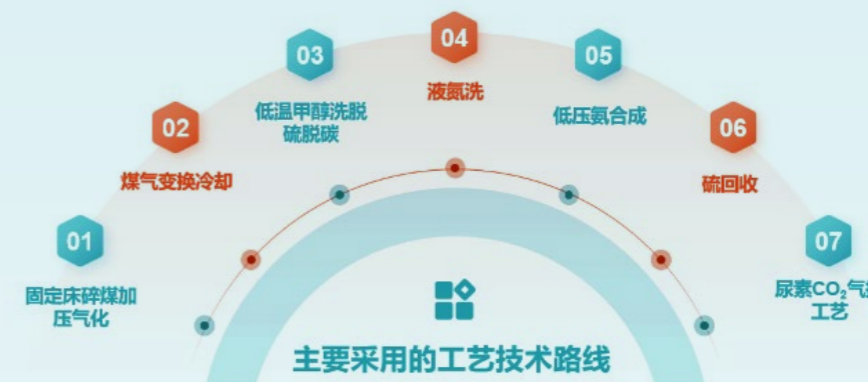 01
固定床碎煤加
压气化
02
煤气变换冷却
03
低温甲醇洗脱
硫脱碳
04
液氮洗
05
低压氨合成
06
硫回收
07
尿素CO₂气
工艺
主要采用的工艺技术路线